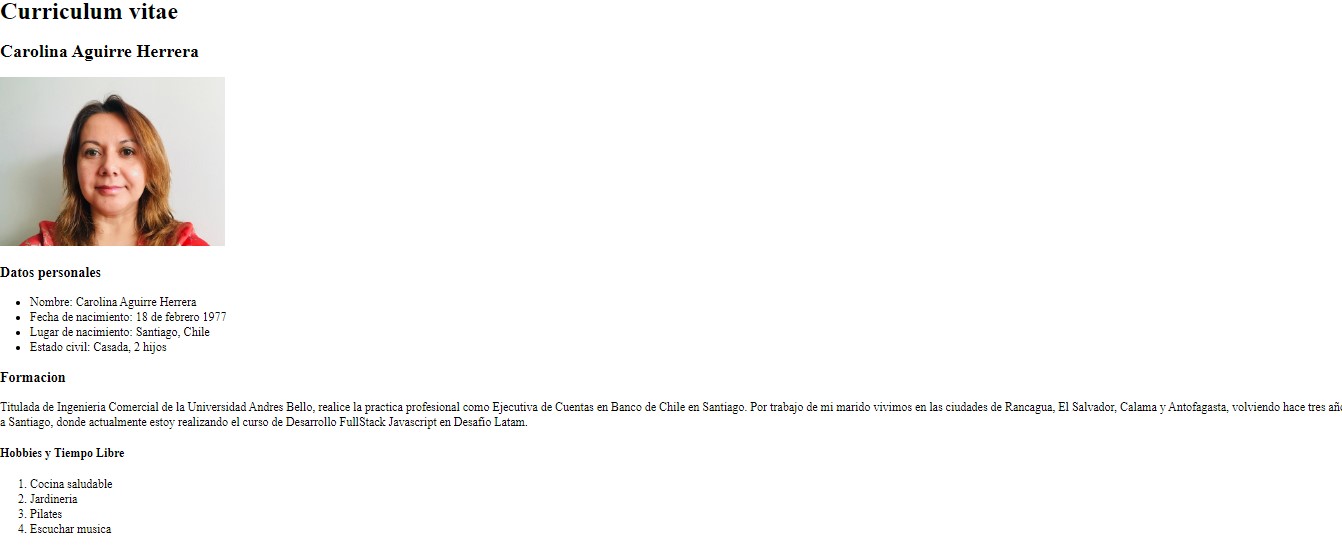 Curriculum vitae
Carolina Aguirre Herrera
Datos personales
Nombre: Carolina Aguirre Herrera
Fecha de nacimiento: 18 de febrero 1977
Lugar de nacimiento: Santiago, Chile
Estado civil: Casada, 2 hijos
Formacion
Titulada de Ingenieria Comercial de la Universidad Andres Bello, realice la practica profesional como Ejecutiva de Cuentas en Banco de Chile en Santiago. Por trabajo de mi marido vivimos en las ciudades de Rancagua, El Salvador, Calama y Antofagasta, volviendo hace tres
a Santiago, donde actualmente estoy realizando el curso de Desarrollo FullStack Javascript en Desafio Latam.
Hobbies y Tiempo Libre
1. Cocina saludable
2. Jardineria
3. Pilates
4. Escuchar musica